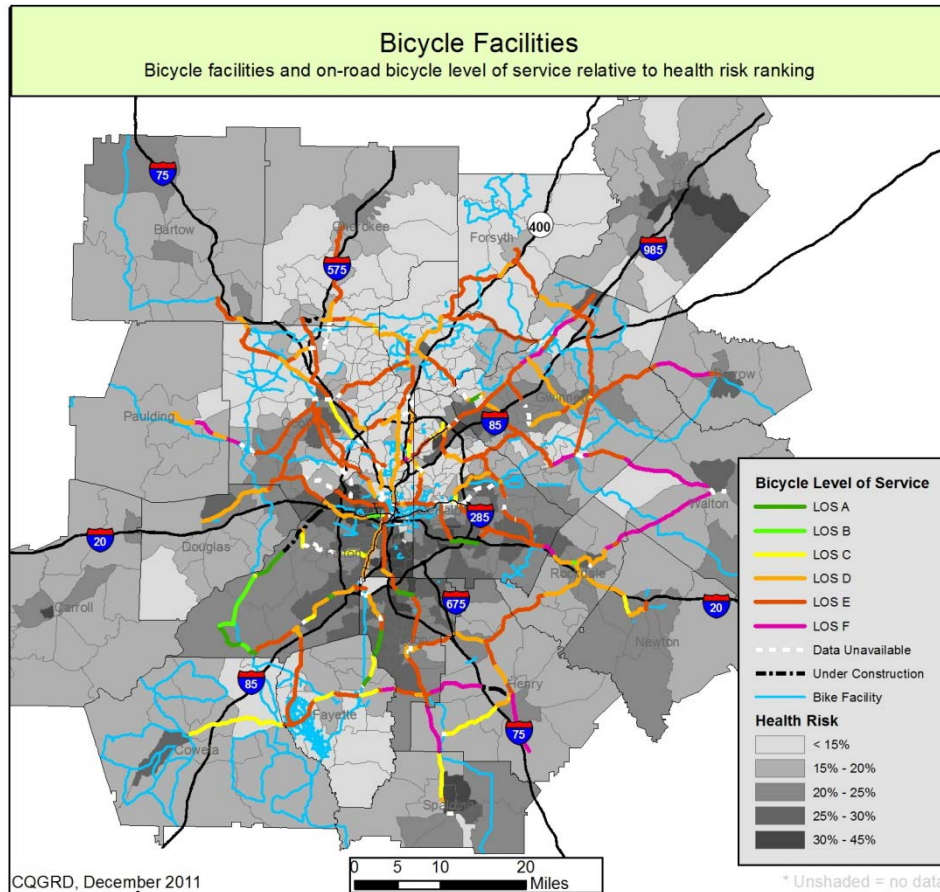 Bicycle Facilities
Bicycle facilities and on-road bicycle level of service relative to health risk ranking
75
Bartow
Cherokee
Forsyth
400
575
985
Paulding
Cobb
85
Gwinnett
Barrow
Walton
20
Douglas
285
Rockdale
Carroll
675
20
Newton
85
Fayette
Henry
75
Coweta
Spalding
Bicycle Level of Service
LOS A
LOS B
LOS C
LOS D
LOS E
LOS F
Data Unavailable
Under Construction
Bike Facility
Health Risk
< 15%
15% - 20%
20% - 25%
25% - 30%
30% - 45%
0 5 10 20
Miles
CQGRD, December 2011
* Unshaded = no data